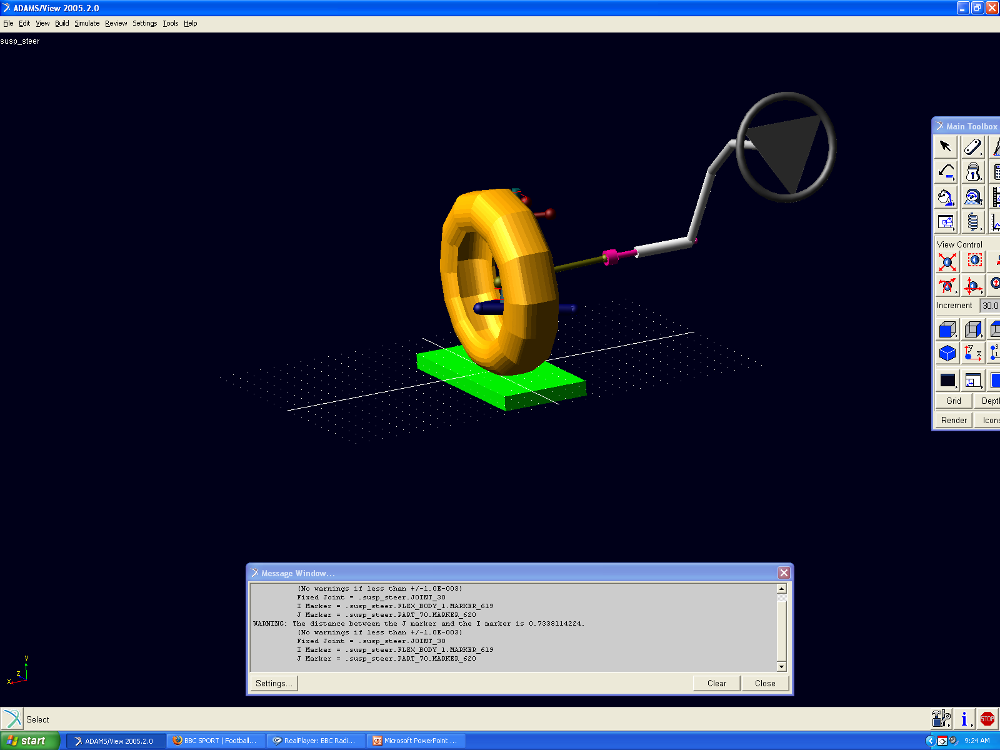 ADAMS/View 2005.2.0
File Edit View Build Simulate Review Settings Tools Help
susp_steer
Main Toolbox
View Control
Increment 30.0
Grid Depth
Render Icons
Message Window...
(No warnings if less than +/-1.0E-003)
Fixed Joint = .susp_steer.JOINT_30
I Marker = .susp_steer.FLEX_BODY_1.MARKER_619
J Marker = .susp_steer.PART_70.MARKER_620
WARNING: The distance between the J marker and the I marker is 0.7338114224.
(No warnings if less than +/-1.0E-003)
Fixed Joint = .susp_steer.JOINT_30
I Marker = .susp_steer.FLEX_BODY_1.MARKER_619
J Marker = .susp_steer.PART_70.MARKER_620
Settings... Clear Close
y
z
x
Select
STOP
start ADAMS/View 2005.2.0 BBC SPORT | Football... RealPlayer: BBC Radi... Microsoft PowerPoint ... 9:24 AM